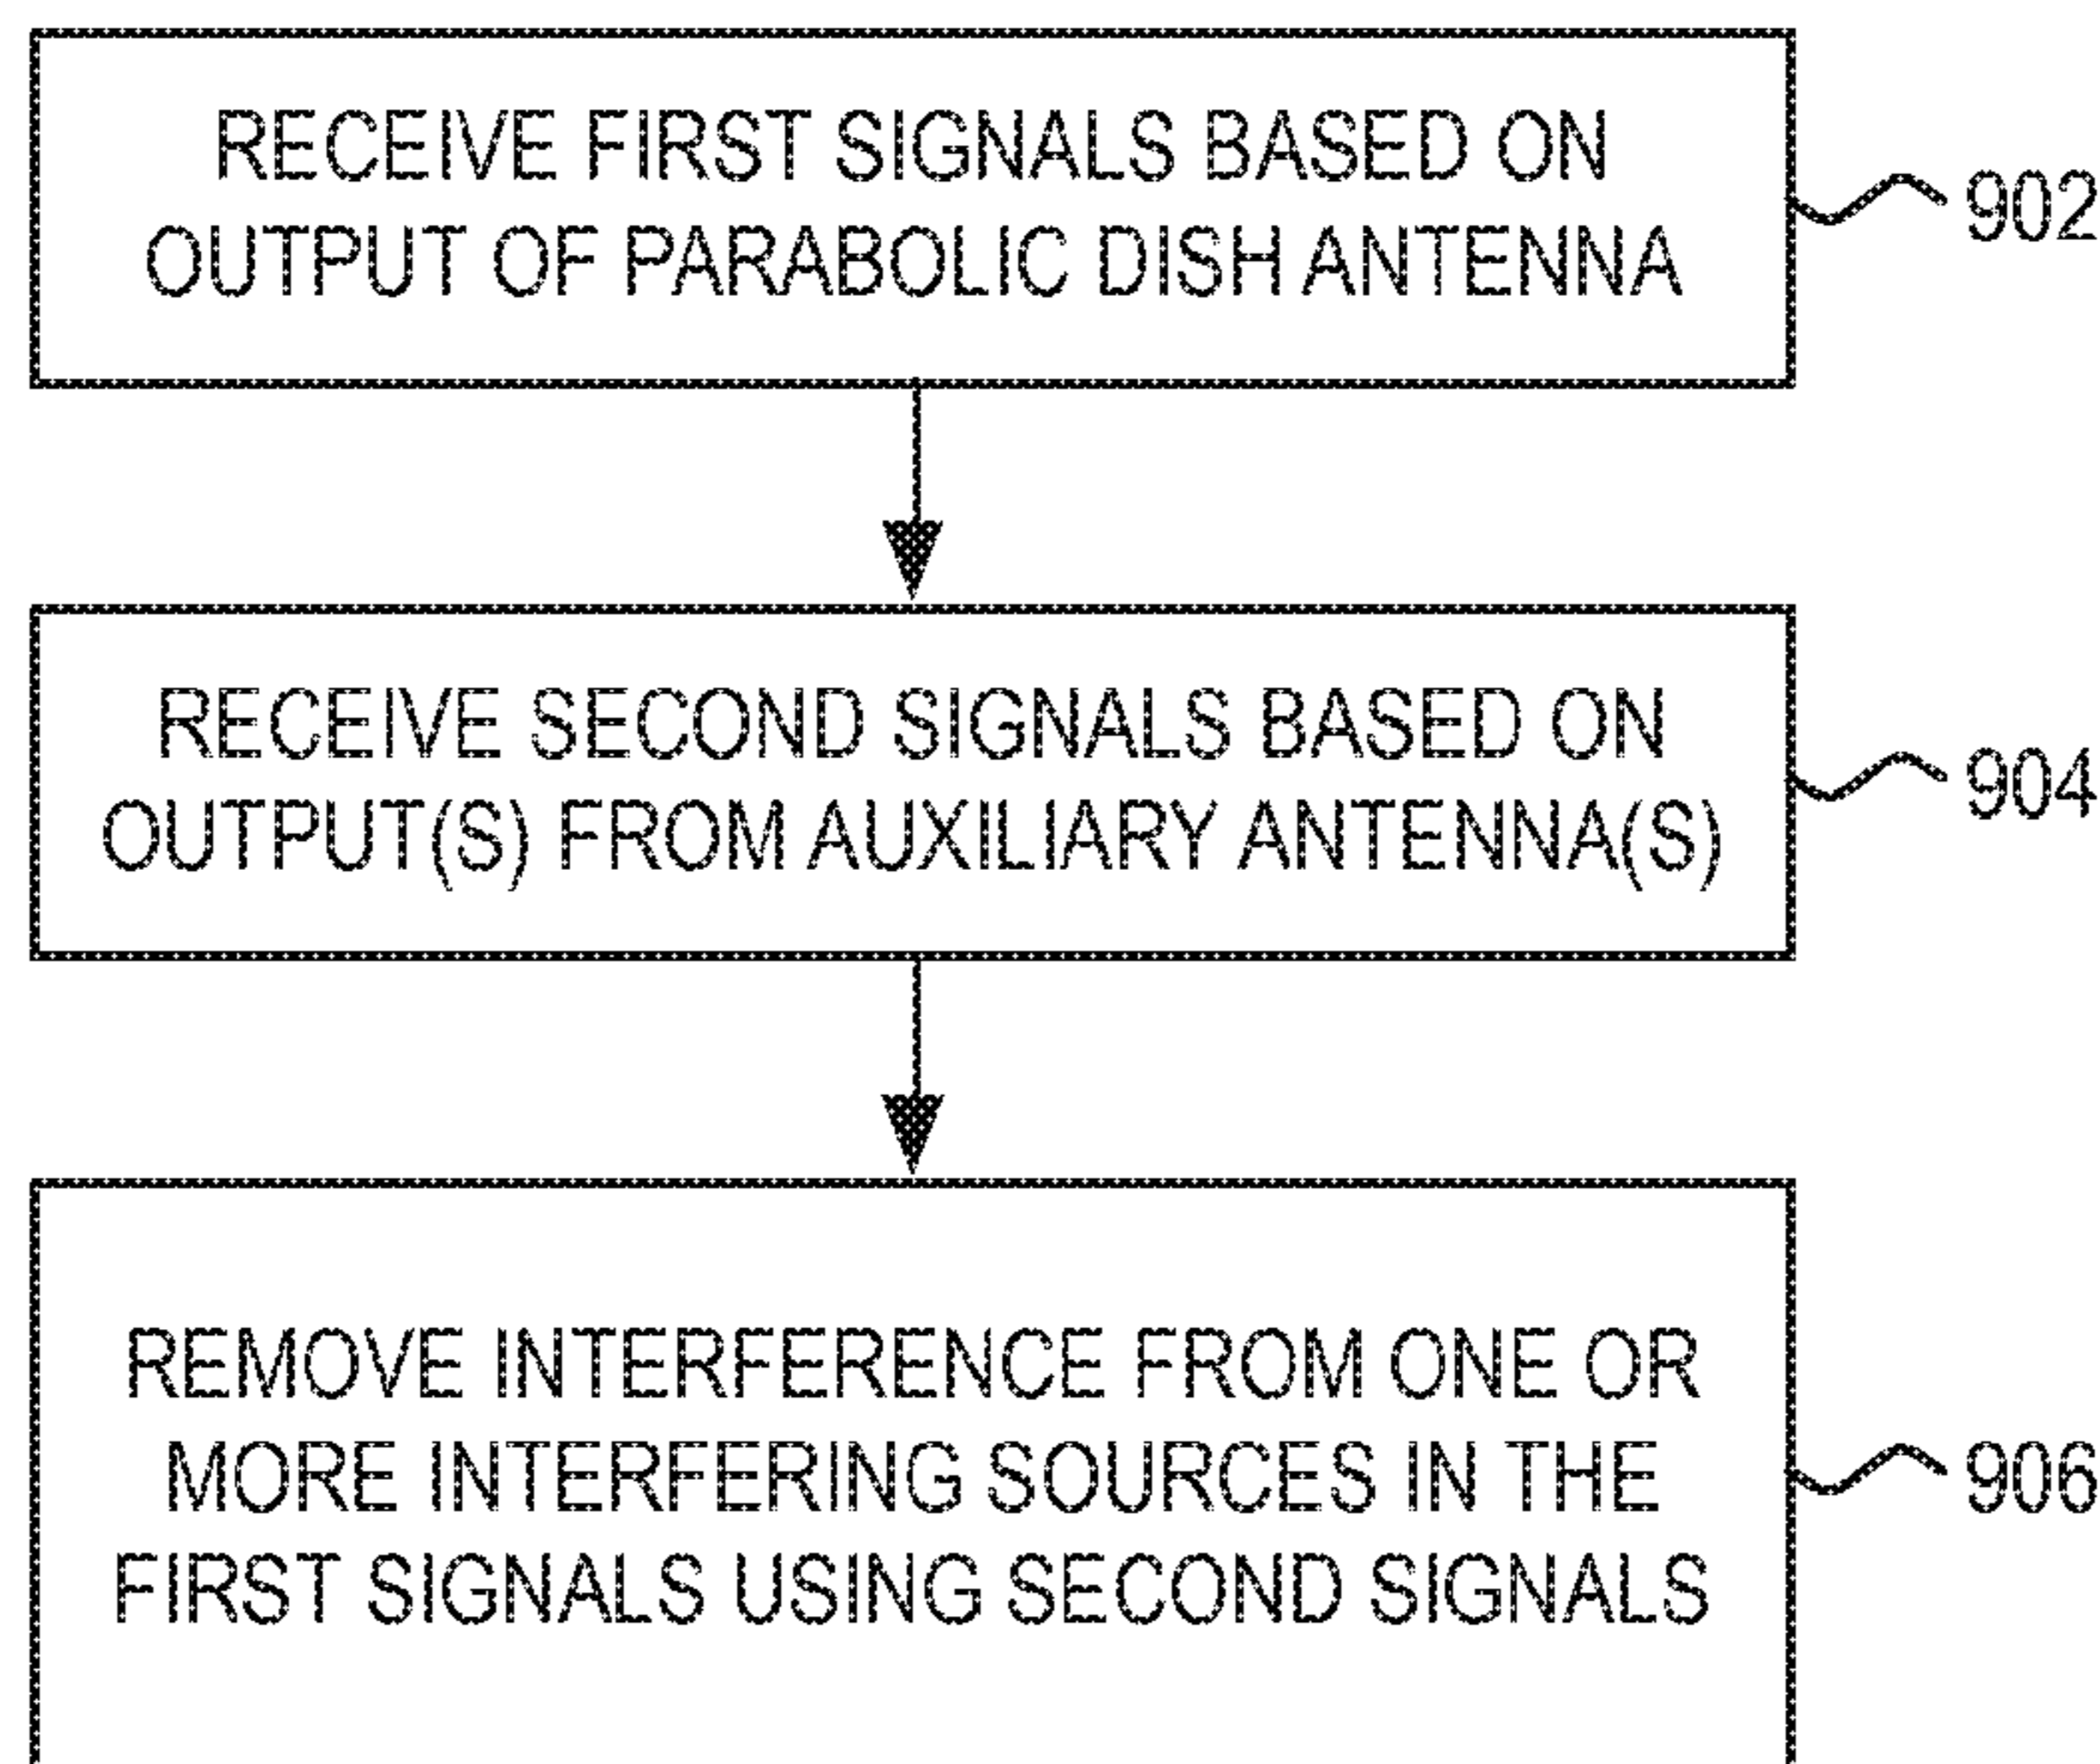 RECEIVE FIRST SIGNALS BASED ON
OUTPUT OF PARABOLIC DISH ANTENNA
902
RECEIVE SECOND SIGNALS BASED ON
OUTPUT(S) FROM AUXILIARY ANTENNA(S)
904
REMOVE INTERFERENCE FROM ONE OR
MORE INTERFERING SOURCES IN THE
FIRST SIGNALS USING SECOND SIGNALS
906